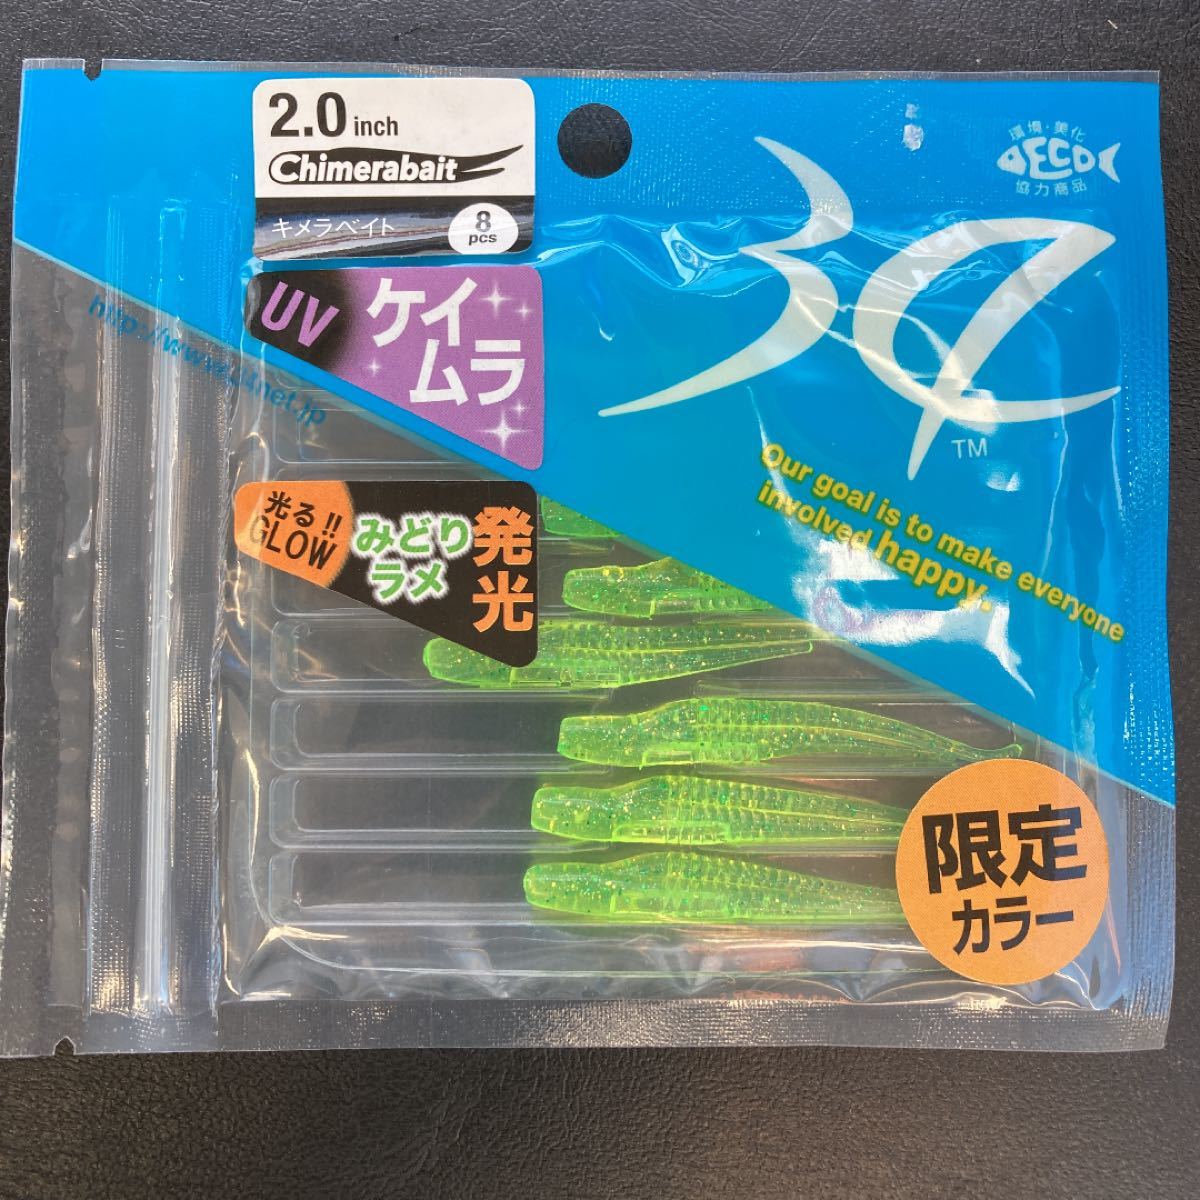 2.0 inch
Chimerabait
キメラベイト
8
pcs
環境・美化
ECO
協力商品
34
TM
UV
ケイ
ムラ
光る!!
GLOW
みどり
ラメ
発光
Our goal is to make everyone
involved happy.
限定
カラー